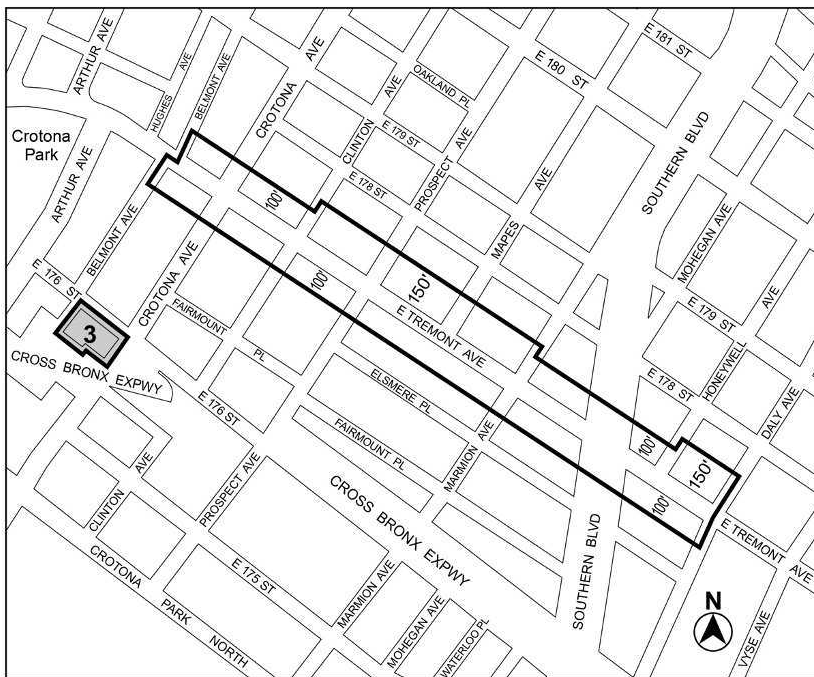 E 181 ST
ARTHUR AVE
AVE
E 180 ST
HUGHES
AVE
BELMONT AVE
CROTONA
AVE
OAKLAND PL
CLINTON
E 179 ST
Crotona
Park
PROSPECT AVE
SOUTHERN BLVD
ARTHUR AVE
E 178 ST
AVE
100'
BELMONT AVE
MAPES
MOHEGAN AVE
CROTONA AVE
100'
150'
E 176 ST
AVE
FAIRMOUNT
PL
E TREMONT AVE
E 179 ST
3
CROSS BRONX EXPWY
ELSMERE PL
E 178 ST
HONEYWELL
E 176 ST
DALY AVE
FAIRMOUNT PL
MARMION AVE
100'
150'
AVE
PROSPECT AVE
CROSS BRONX EXPWY
100'
CLINTON
E TREMONT AVE
CROTONA
PARK
NORTH
E 175 ST
MARMION AVE
SOUTHERN BLVD
MOHEGAN AVE
WATERLOO PL
N
VYSE AVE